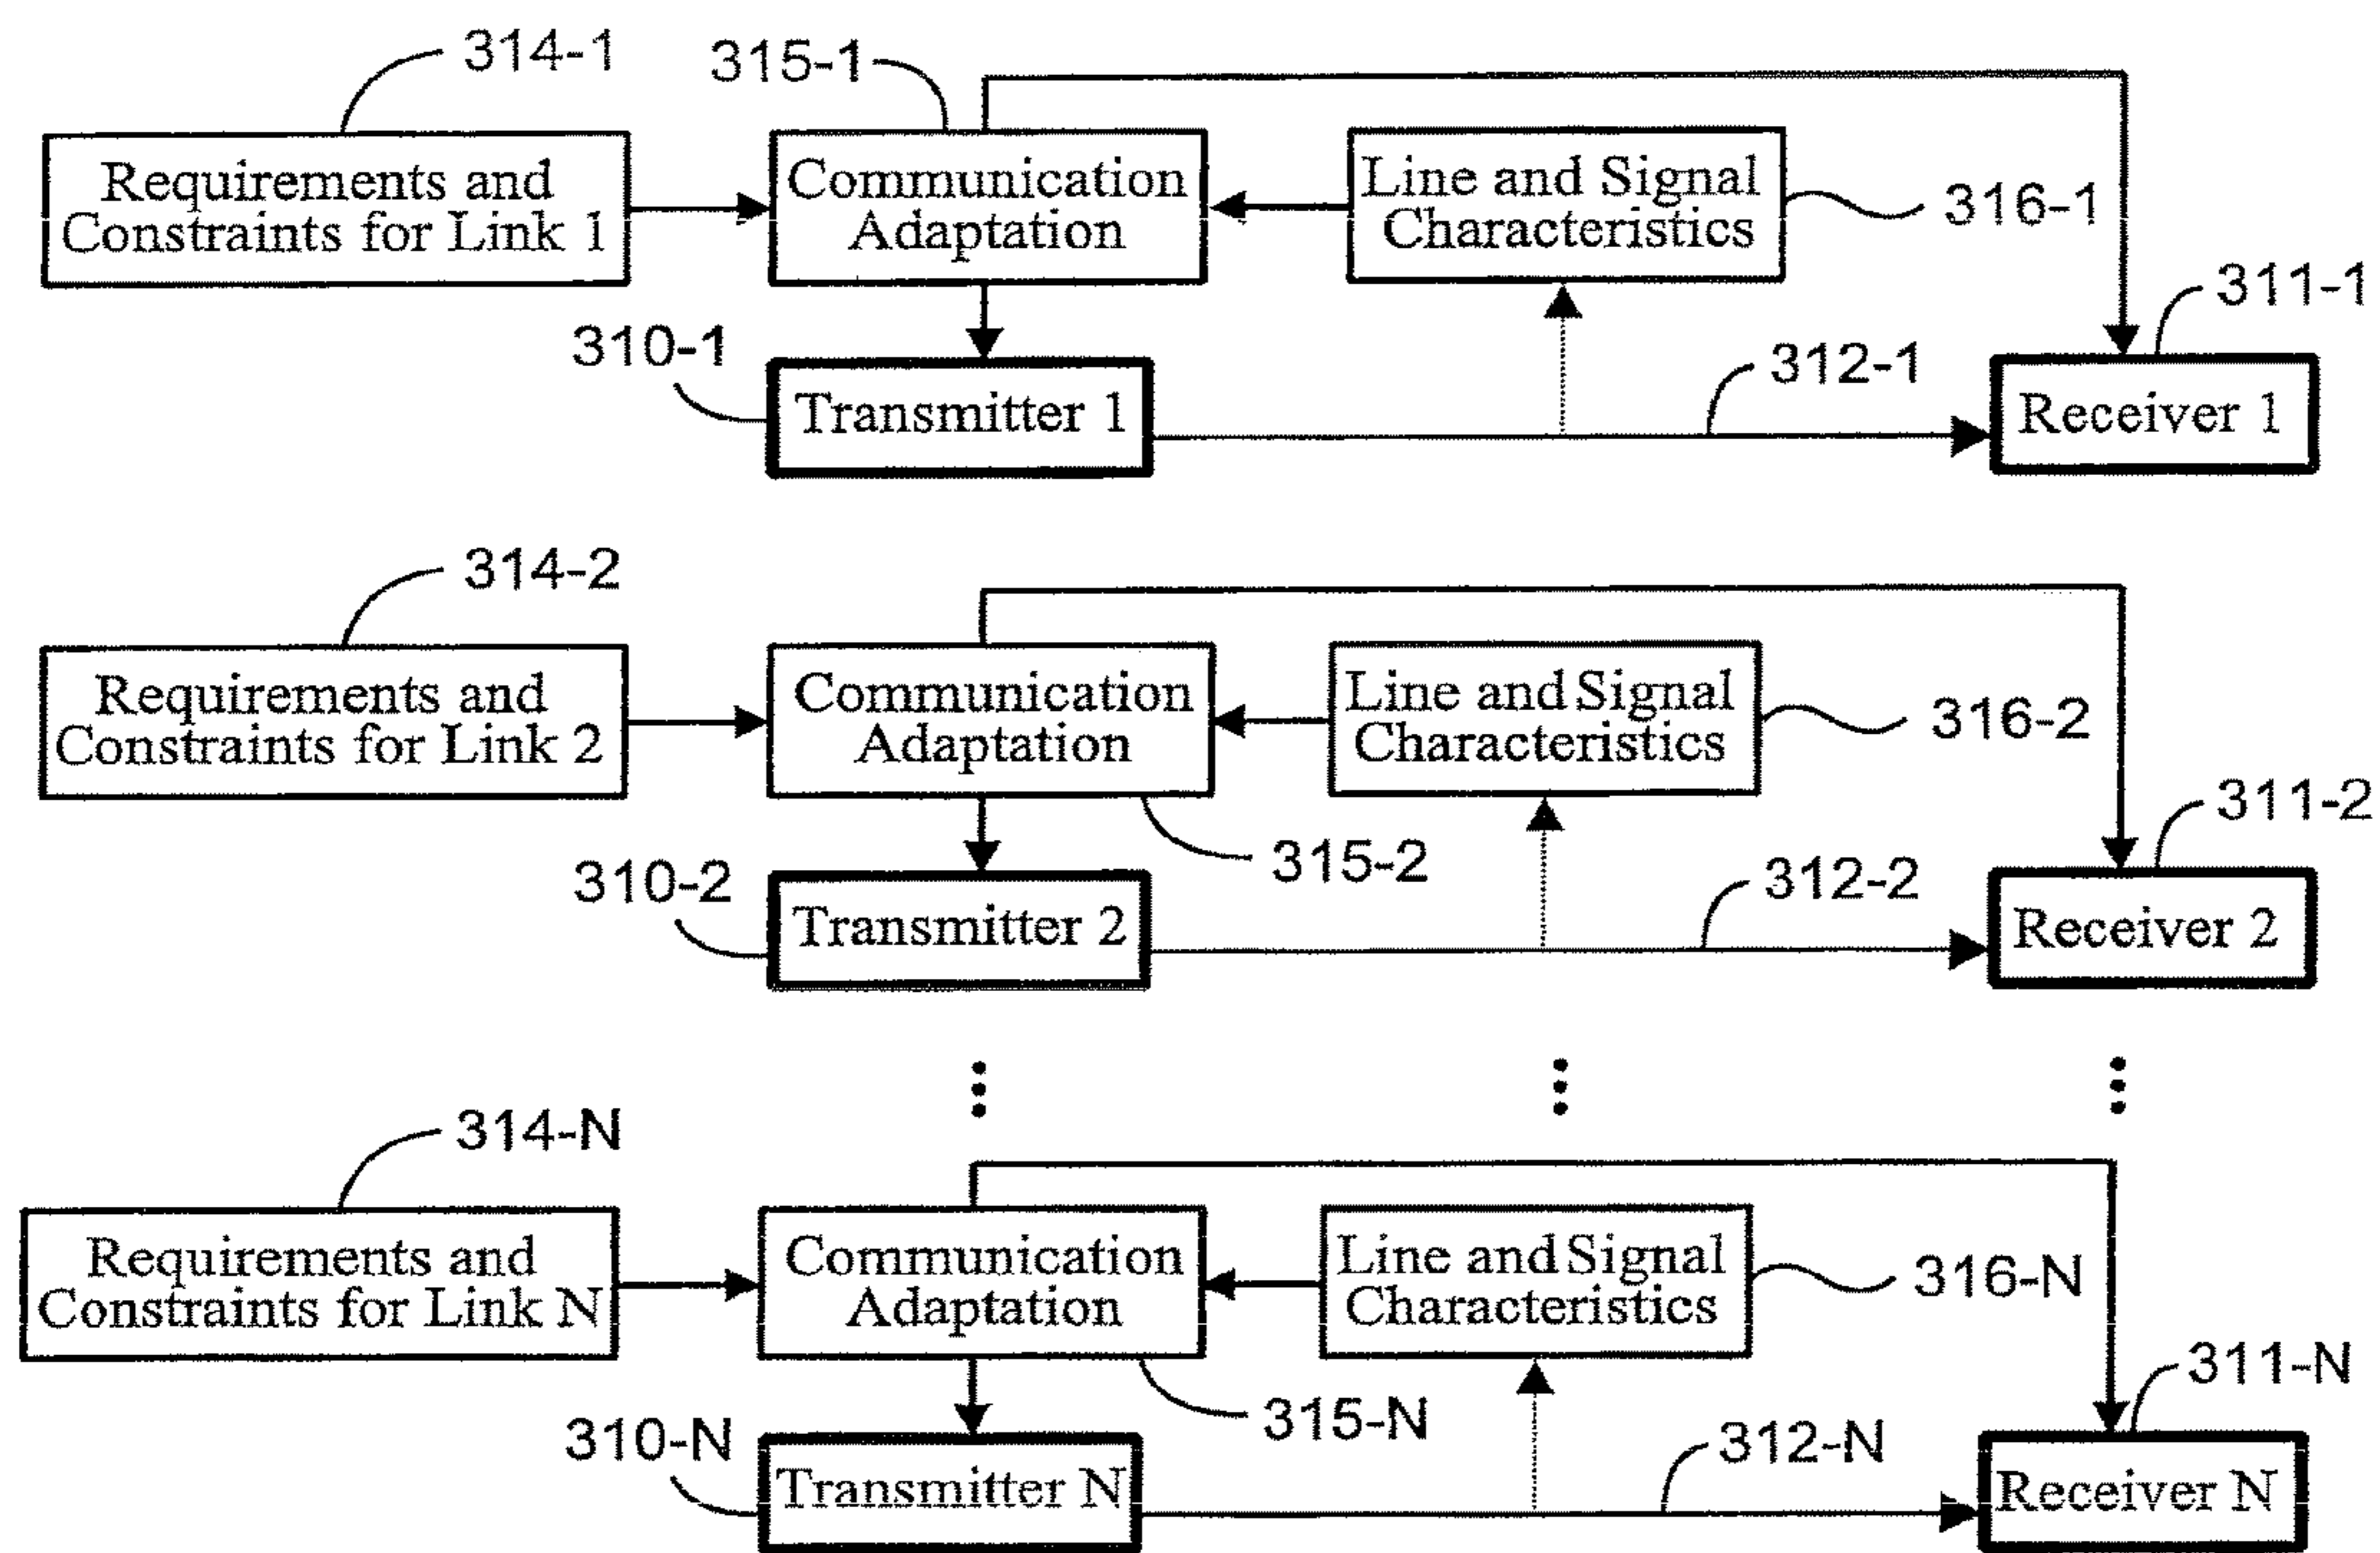 314-1
315-1
Requirements and
Constraints for Link 1
Communication
Adaptation
Line and Signal
Characteristics
316-1
311-1
310-1
312-1
Transmitter 1
Receiver 1
314-2
Requirements and
Constraints for Link 2
Communication
Adaptation
Line and Signal
Characteristics
316-2
311-2
315-2
310-2
312-2
Transmitter 2
Receiver 2
314-N
Requirements and
Constraints for Link N
Communication
Adaptation
Line and Signal
Characteristics
316-N
311-N
315-N
310-N
312-N
Transmitter N
Receiver N